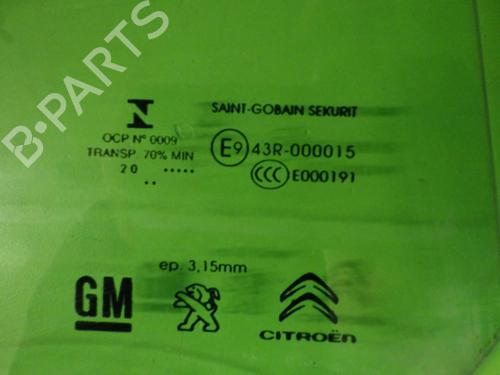 B-PARTS
N
OCP Nº 0009
TRANSP. 70% MIN
20 .....
..
SAINT-GOBAIN SEKURIT
E9 43R-000015
CCC E000191
ep. 3,15mm
GM
CITROËN